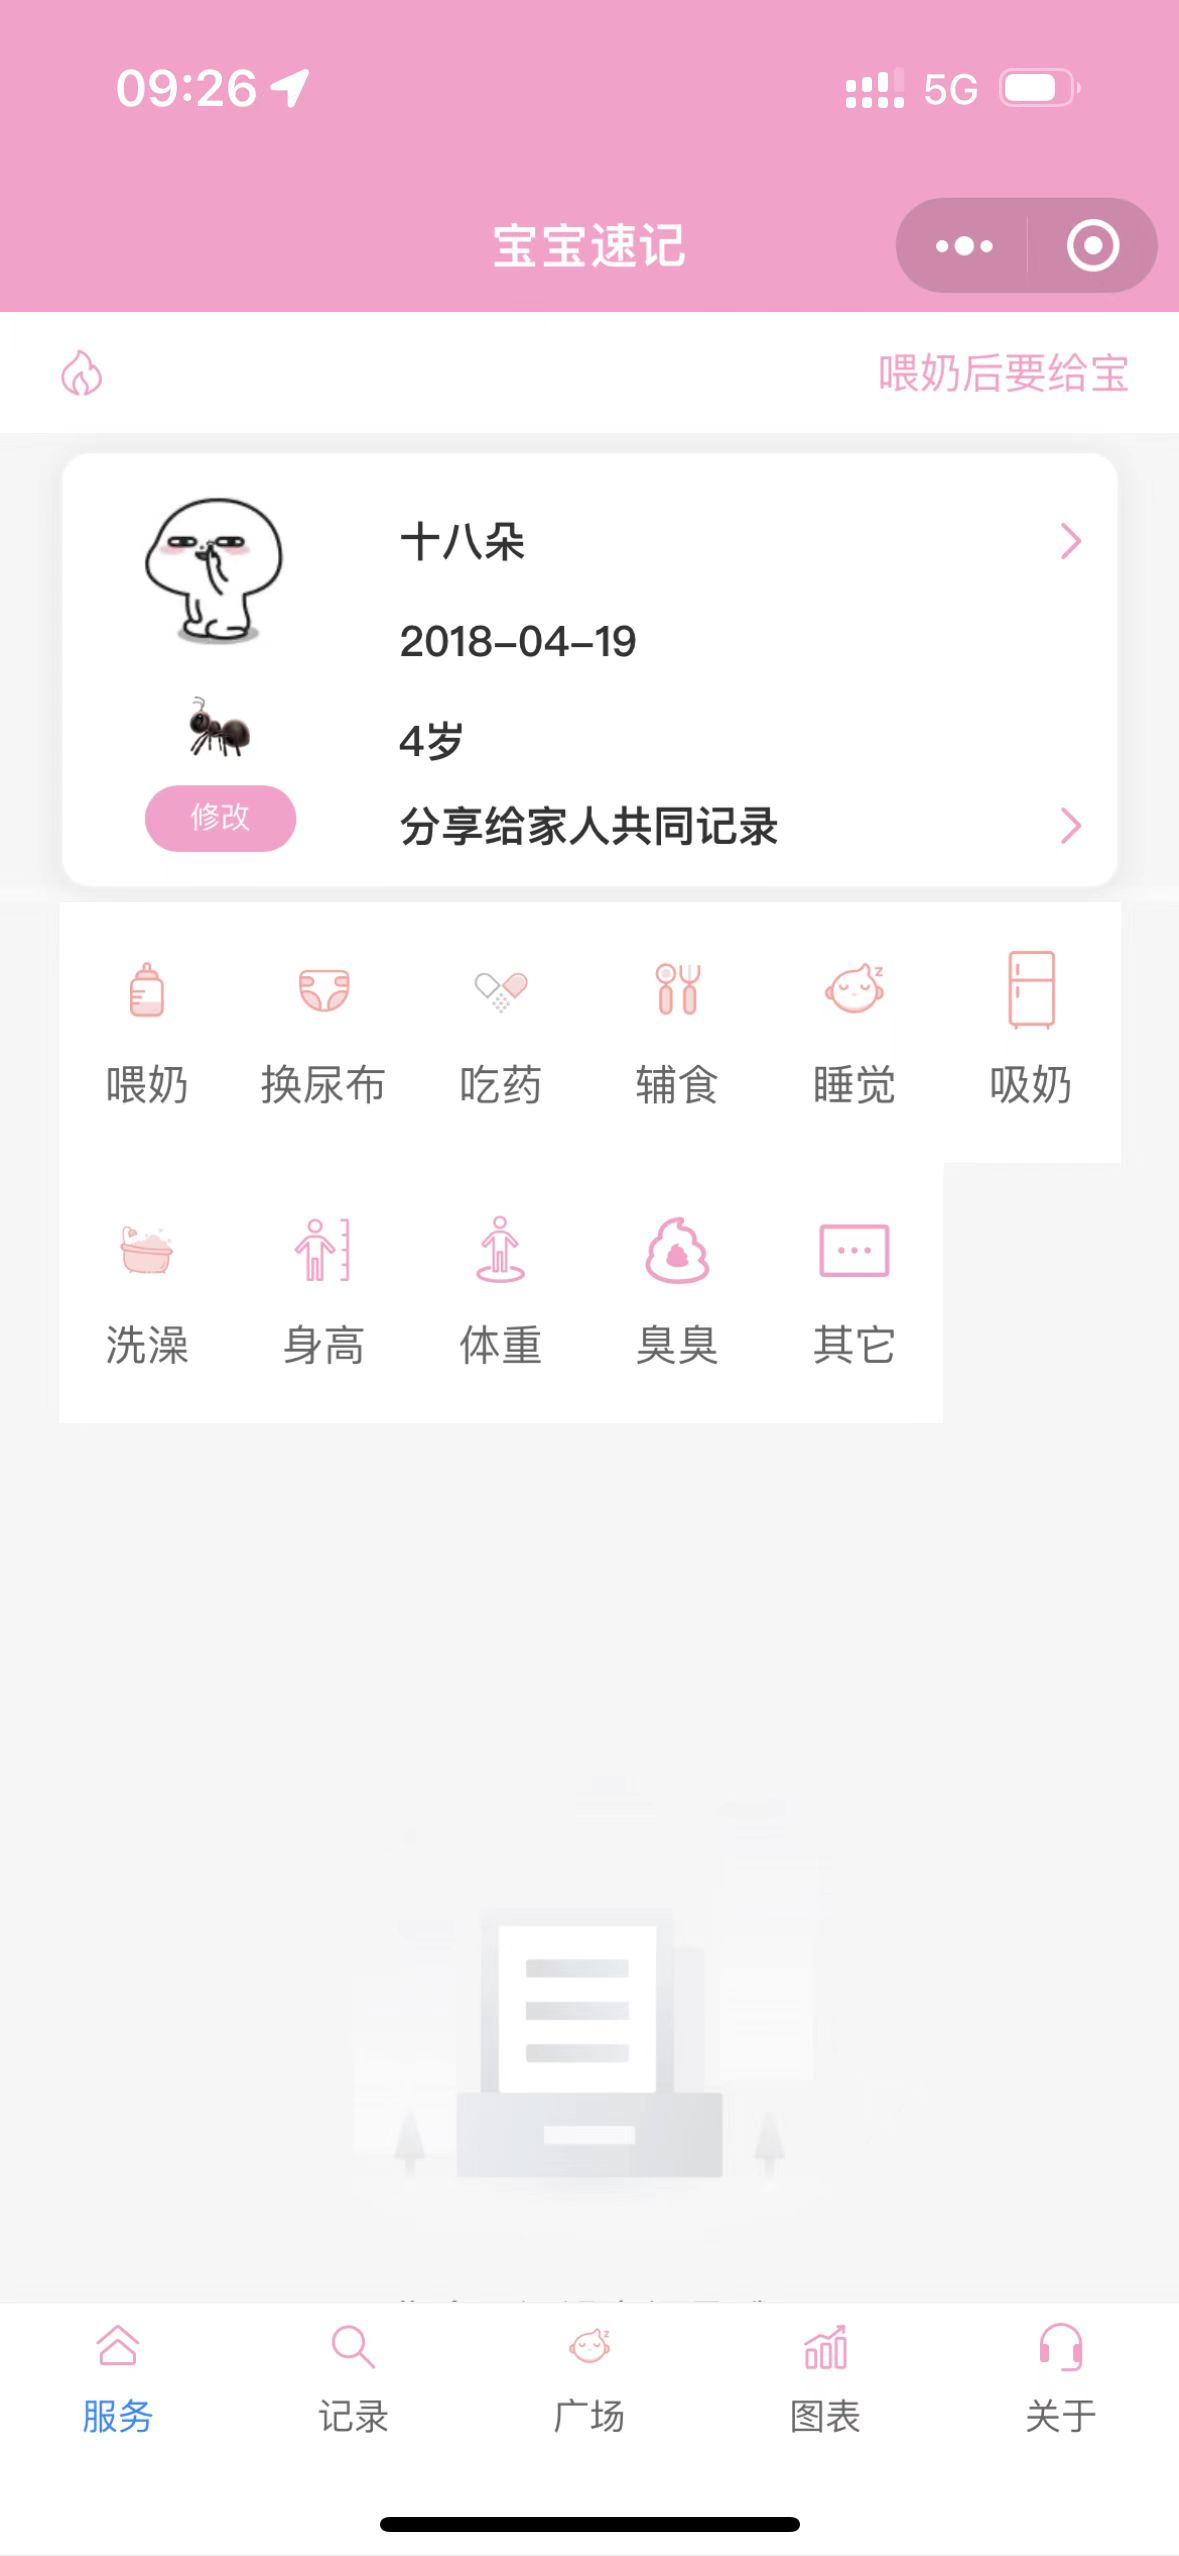 09:26 5G
宝宝速记
喂奶后要给宝
十八朵
2018-04-19
4岁
修改 分享给家人共同记录
喂奶 换尿布 吃药 辅食 睡觉 吸奶
洗澡 身高 体重 臭臭 其它
服务 记录 广场 图表 关于